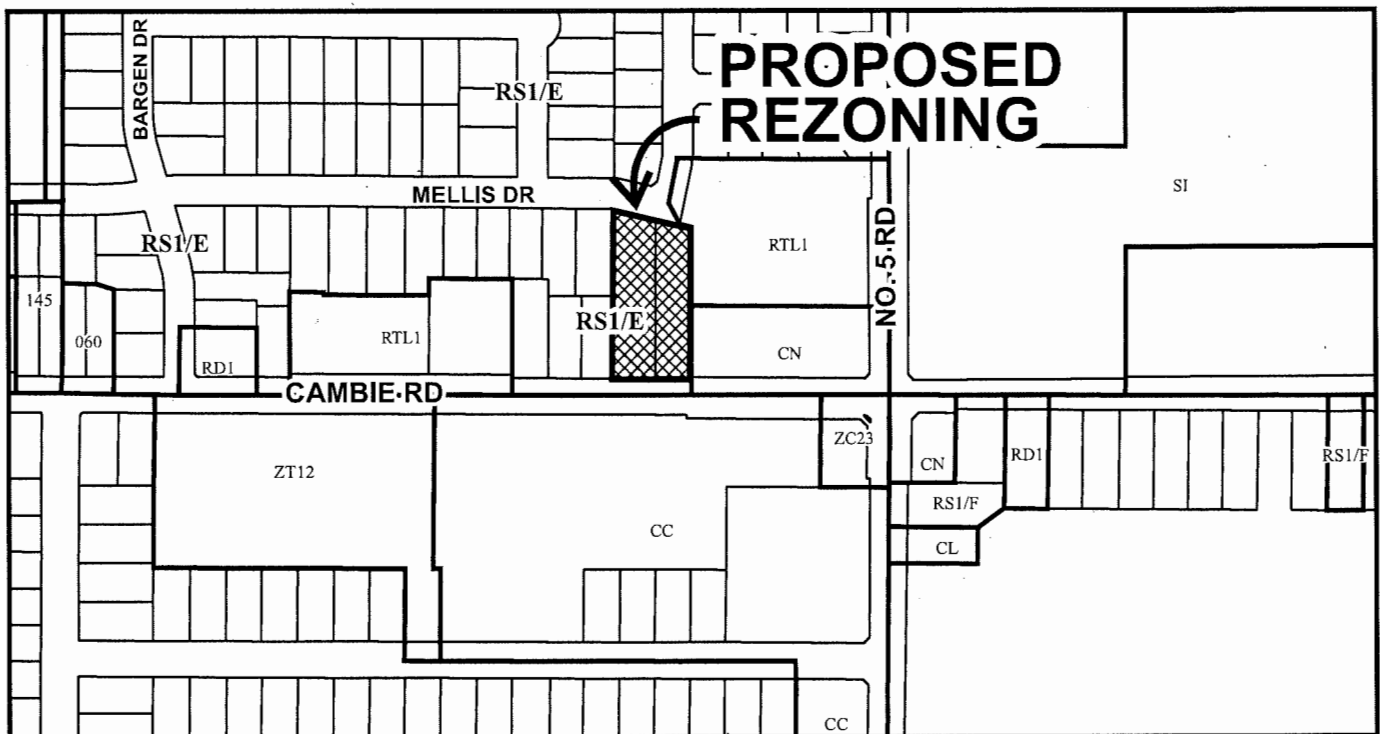 BARGEN DR
RS1/E
PROPOSED
REZONING
SI
MELLIS DR
RTL1
RS1/E
NO. 5 RD
145
060
RD1
RTL1
RS1/E
CN
CAMBIE RD
ZT12
ZC23
CN
RD1
RS1/F
RS1/F
CC
CL
CC